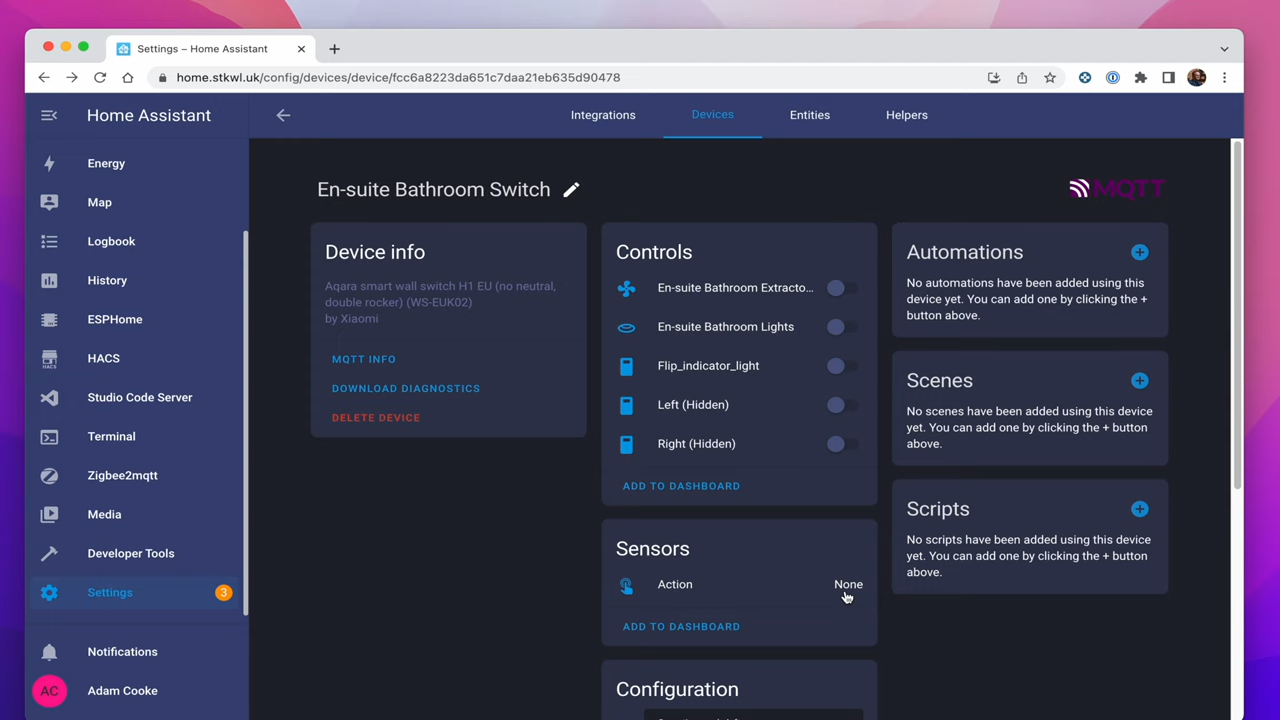 Settings – Home Assistant
home.stkwl.uk/config/devices/device/fcc6a8223da651c7daa21eb635d90478
Home Assistant
Energy
Map
Logbook
History
ESPHome
HACS
HACS
Studio Code Server
Terminal
Zigbee2mqtt
Media
Developer Tools
Settings 3
Notifications
AC Adam Cooke
Integrations Devices Entities Helpers
En-suite Bathroom Switch
MQTT
Device info
Aqara smart wall switch H1 EU (no neutral,
double rocker) (WS-EUK02)
by Xiaomi
MQTT INFO
DOWNLOAD DIAGNOSTICS
DELETE DEVICE
Controls
En-suite Bathroom Extracto...
En-suite Bathroom Lights
Flip_indicator_light
Left (Hidden)
Right (Hidden)
ADD TO DASHBOARD
Sensors
Action None
ADD TO DASHBOARD
Configuration
Automations
No automations have been added using this
device yet. You can add one by clicking the +
button above.
Scenes
No scenes have been added using this device
yet. You can add one by clicking the + button
above.
Scripts
No scripts have been added using this device
yet. You can add one by clicking the + button
above.